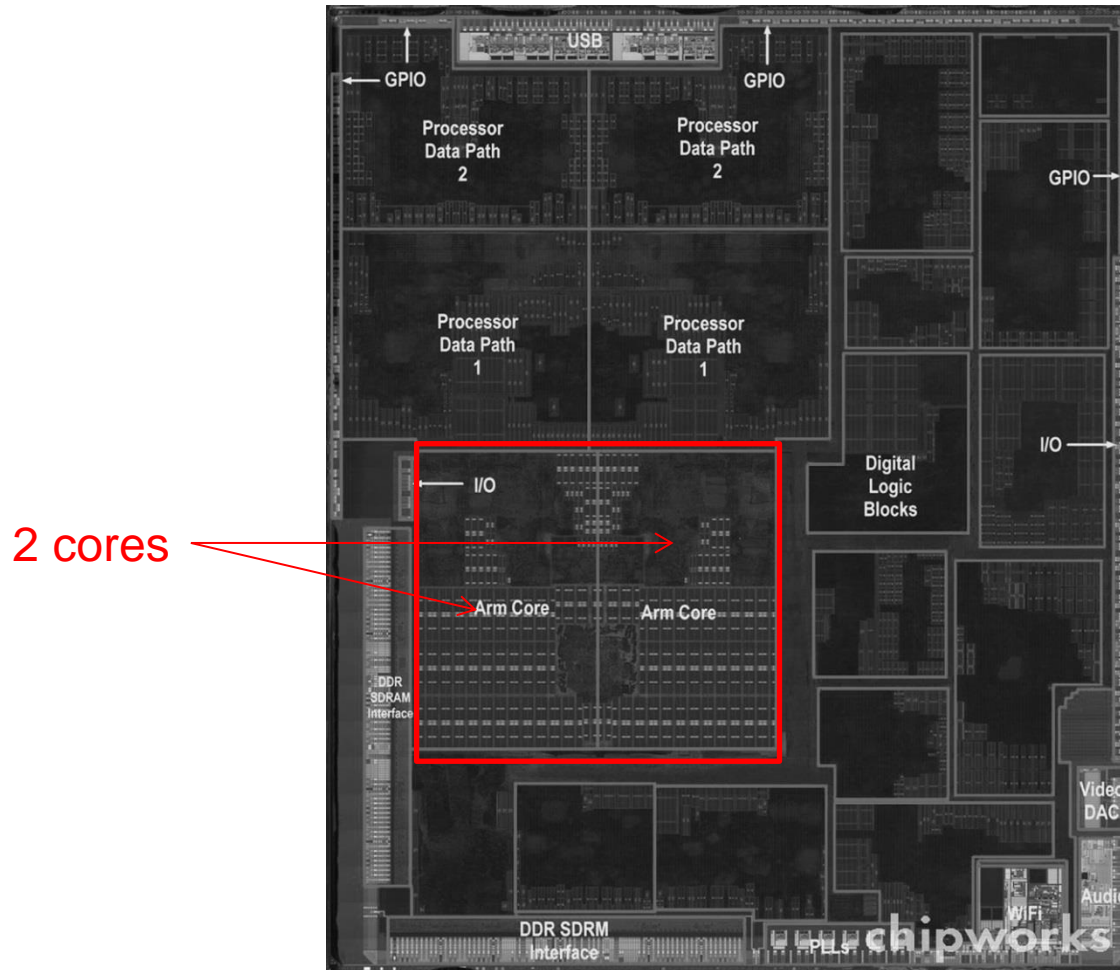 USB
GPIO
GPIO
Processor
Data Path
2
Processor
Data Path
2
GPIO
Processor
Data Path
1
Processor
Data Path
1
I/O
Digital
Logic
Blocks
I/O
2 cores
Arm Core
Arm Core
DDR
SDRAM
Interface
Video
DAC
WiFi
Audio
DDR SDRM
Interface
PLLs
chipworks